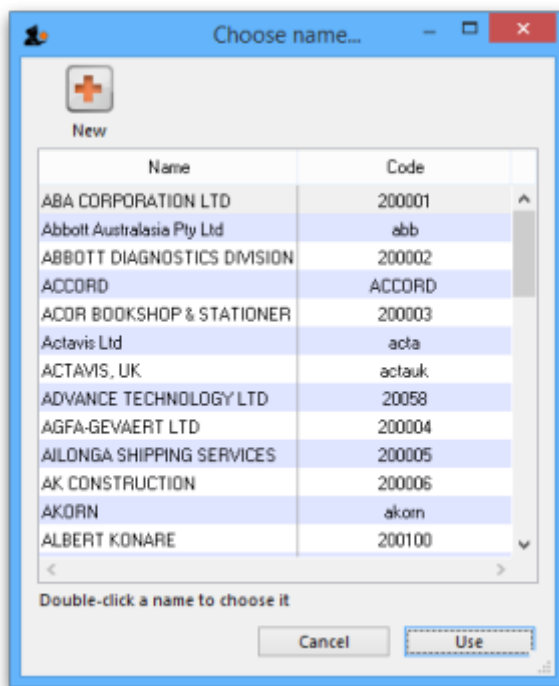 Choose name...
New
Name Code
ABA CORPORATION LTD 200001
Abbott Australasia Pty Ltd abb
ABBOTT DIAGNOSTICS DIVISION 200002
ACCORD ACCORD
ACOR BOOKSHOP & STATIONER 200003
Actavis Ltd acta
ACTAVIS, UK actauk
ADVANCE TECHNOLOGY LTD 20058
AGFA-GEVAERT LTD 200004
AILONGA SHIPPING SERVICES 200005
AK CONSTRUCTION 200006
AKORN akorn
ALBERT KONARE 200100
Double-click a name to choose it
Cancel Use